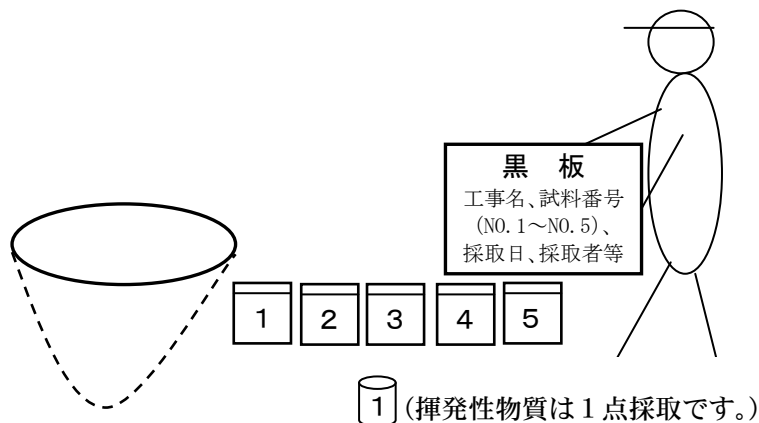 黒 板
工事名、試料番号
(NO.1～NO.5)、
採取日、採取者等
1 2 3 4 5
1 (揮発性物質は1点採取です。)